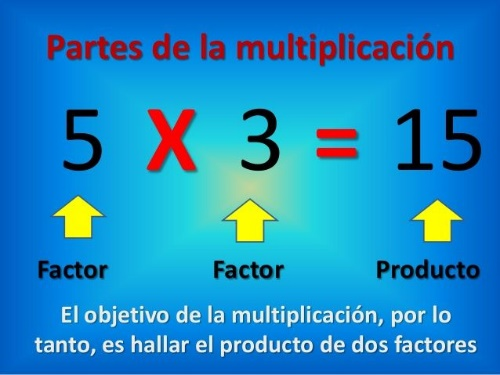 Partes de la multiplicación
5 X 3 = 15
Factor Factor Producto
El objetivo de la multiplicación, por lo
tanto, es hallar el producto de dos factores